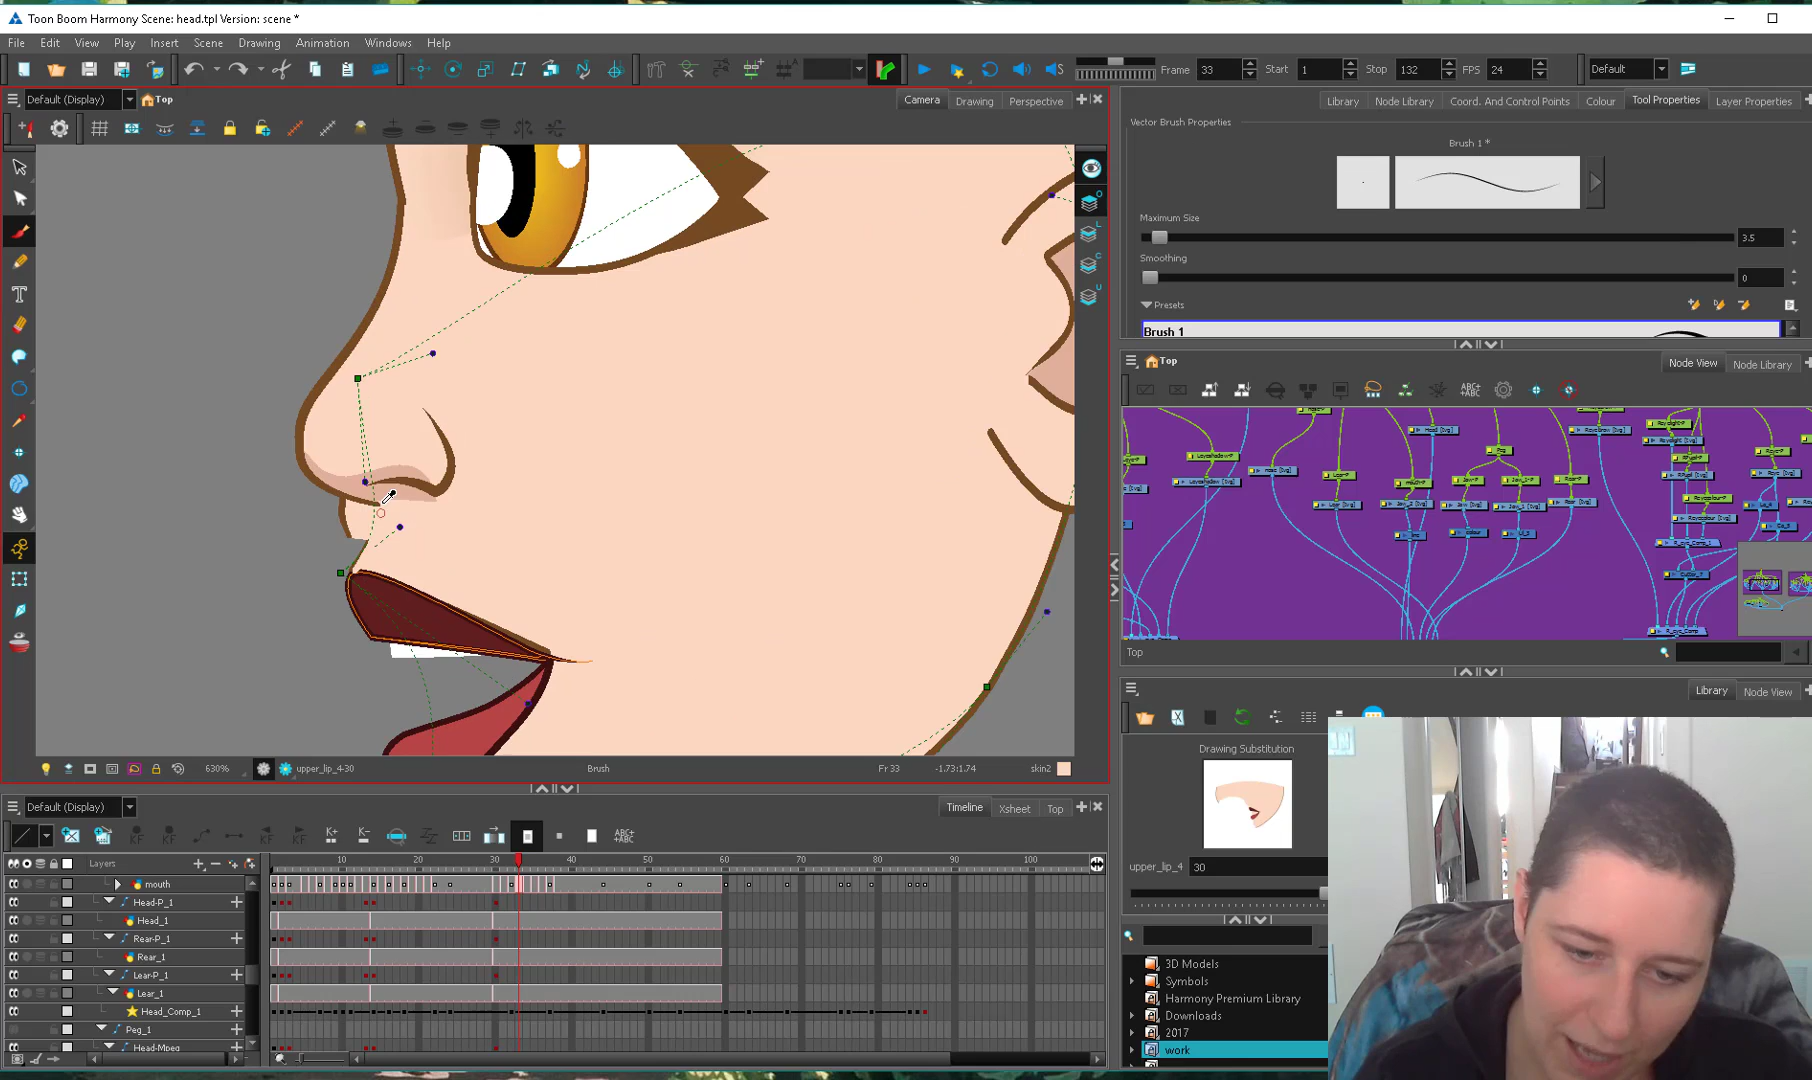 Toon Boom Harmony Scene: head.tpl Version: scene *
File Edit View Play Insert Scene Drawing Animation Windows Help
Frame 33 Start 1 Stop 132 FPS 24 Default
Default (Display) Top Camera Drawing Perspective
Library Node Library Coord. And Control Points Colour Tool Properties Layer Properties
Vector Brush Properties
Brush 1 *
Maximum Size
3.5
Smoothing
0
Presets
Brush 1
Top Node View Node Library
Top
Library Node View
Drawing Substitution
630% upper_lip_4-30 Brush Fr 33 -1.73:1.74 skin2
Default (Display) Timeline Xsheet Top
ABC+
+ABC
Layers 10 20 30 40 50 60 70 80 90 100
mouth
Head-P_1
Head_1
Rear-P_1
Rear_1
Lear-P_1
Lear_1
Head_Comp_1
Peg_1
Head-Mpeg
upper_lip_4 30
3D Models
Symbols
Harmony Premium Library
Downloads
2017
work